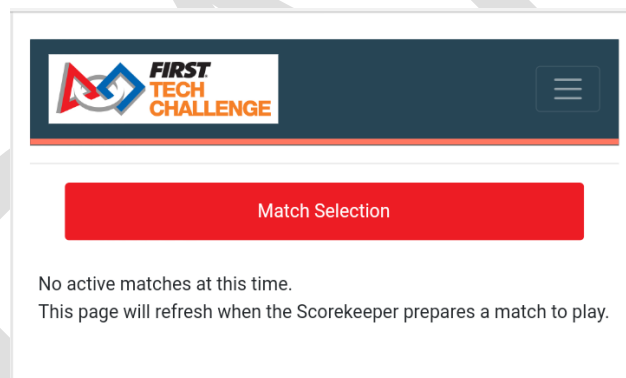 FIRST
TECH
CHALLENGE
Match Selection
No active matches at this time.
This page will refresh when the Scorekeeper prepares a match to play.